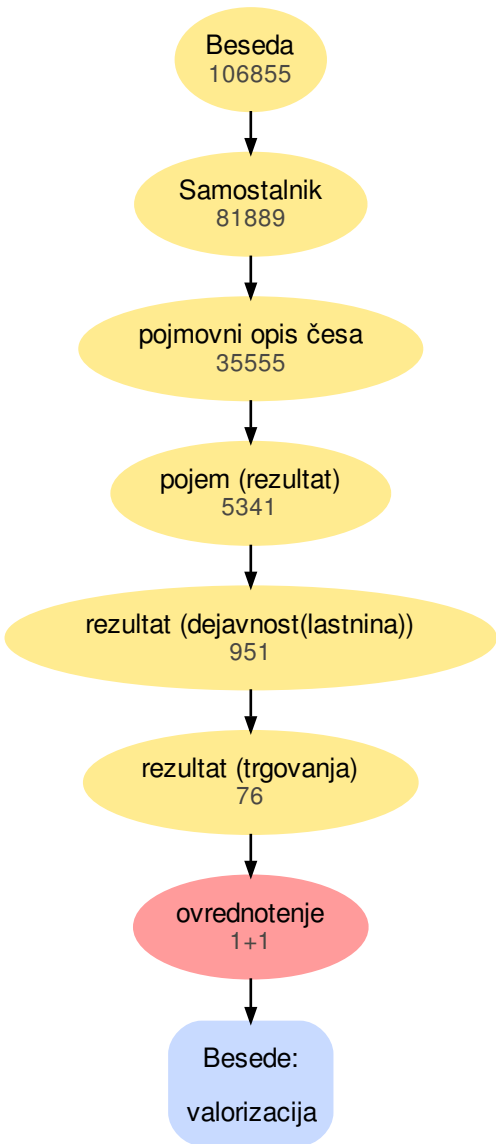 Beseda
106855
Samostalnik
81889
pojmovni opis česa
35555
pojem (rezultat)
5341
rezultat (dejavnost(lastnina))
951
rezultat (trgovanja)
76
ovrednotenje
1+1
Besede:
valorizacija